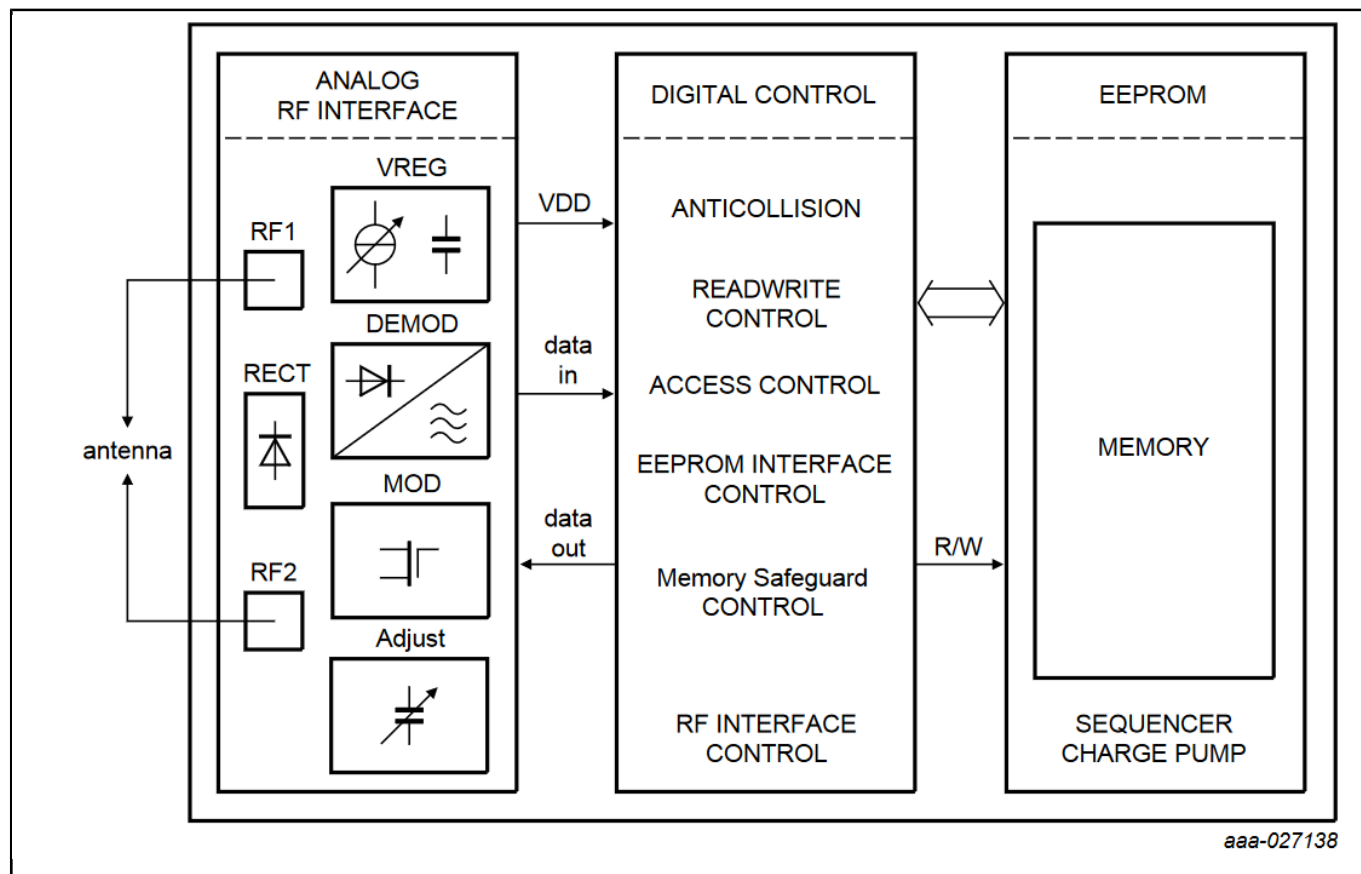 ANALOG
RF INTERFACE
VREG
RF1
DEMOD
RECT
antenna
MOD
RF2
Adjust
VDD
data
in
data
out
DIGITAL CONTROL
ANTICOLLISION
READWRITE
CONTROL
ACCESS CONTROL
EEPROM INTERFACE
CONTROL
Memory Safeguard
CONTROL
RF INTERFACE
CONTROL
R/W
EEPROM
MEMORY
SEQUENCER
CHARGE PUMP
aaa-027138